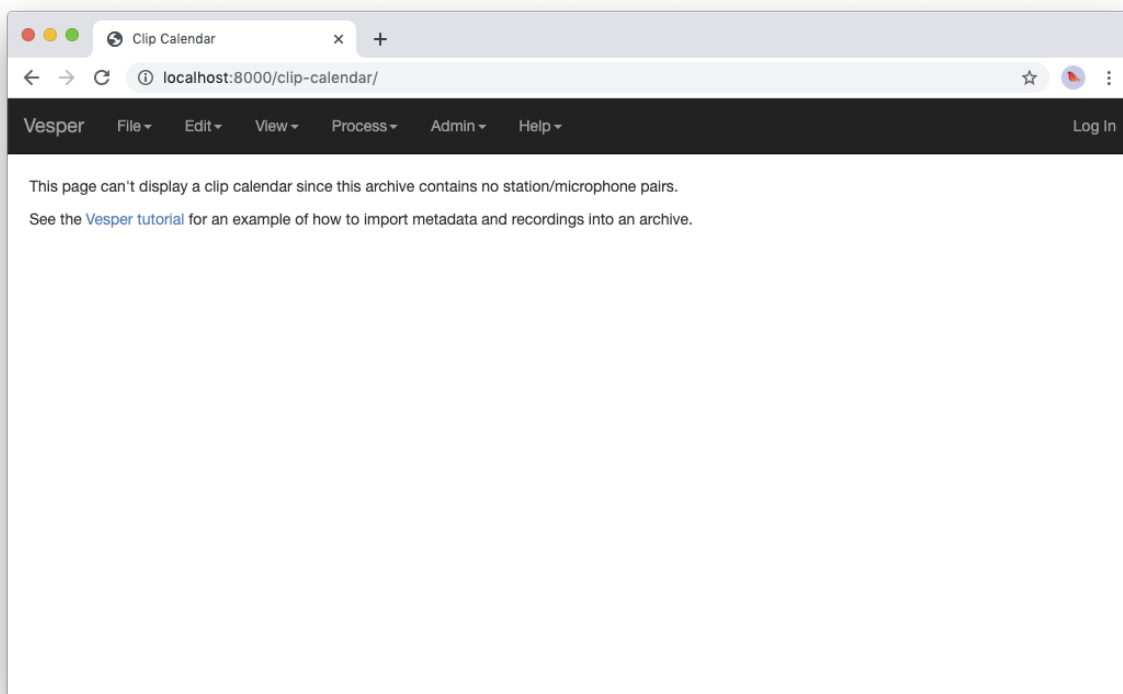 Clip Calendar
localhost:8000/clip-calendar/
Vesper File Edit View Process Admin Help Log In
This page can't display a clip calendar since this archive contains no station/microphone pairs.
See the Vesper tutorial for an example of how to import metadata and recordings into an archive.